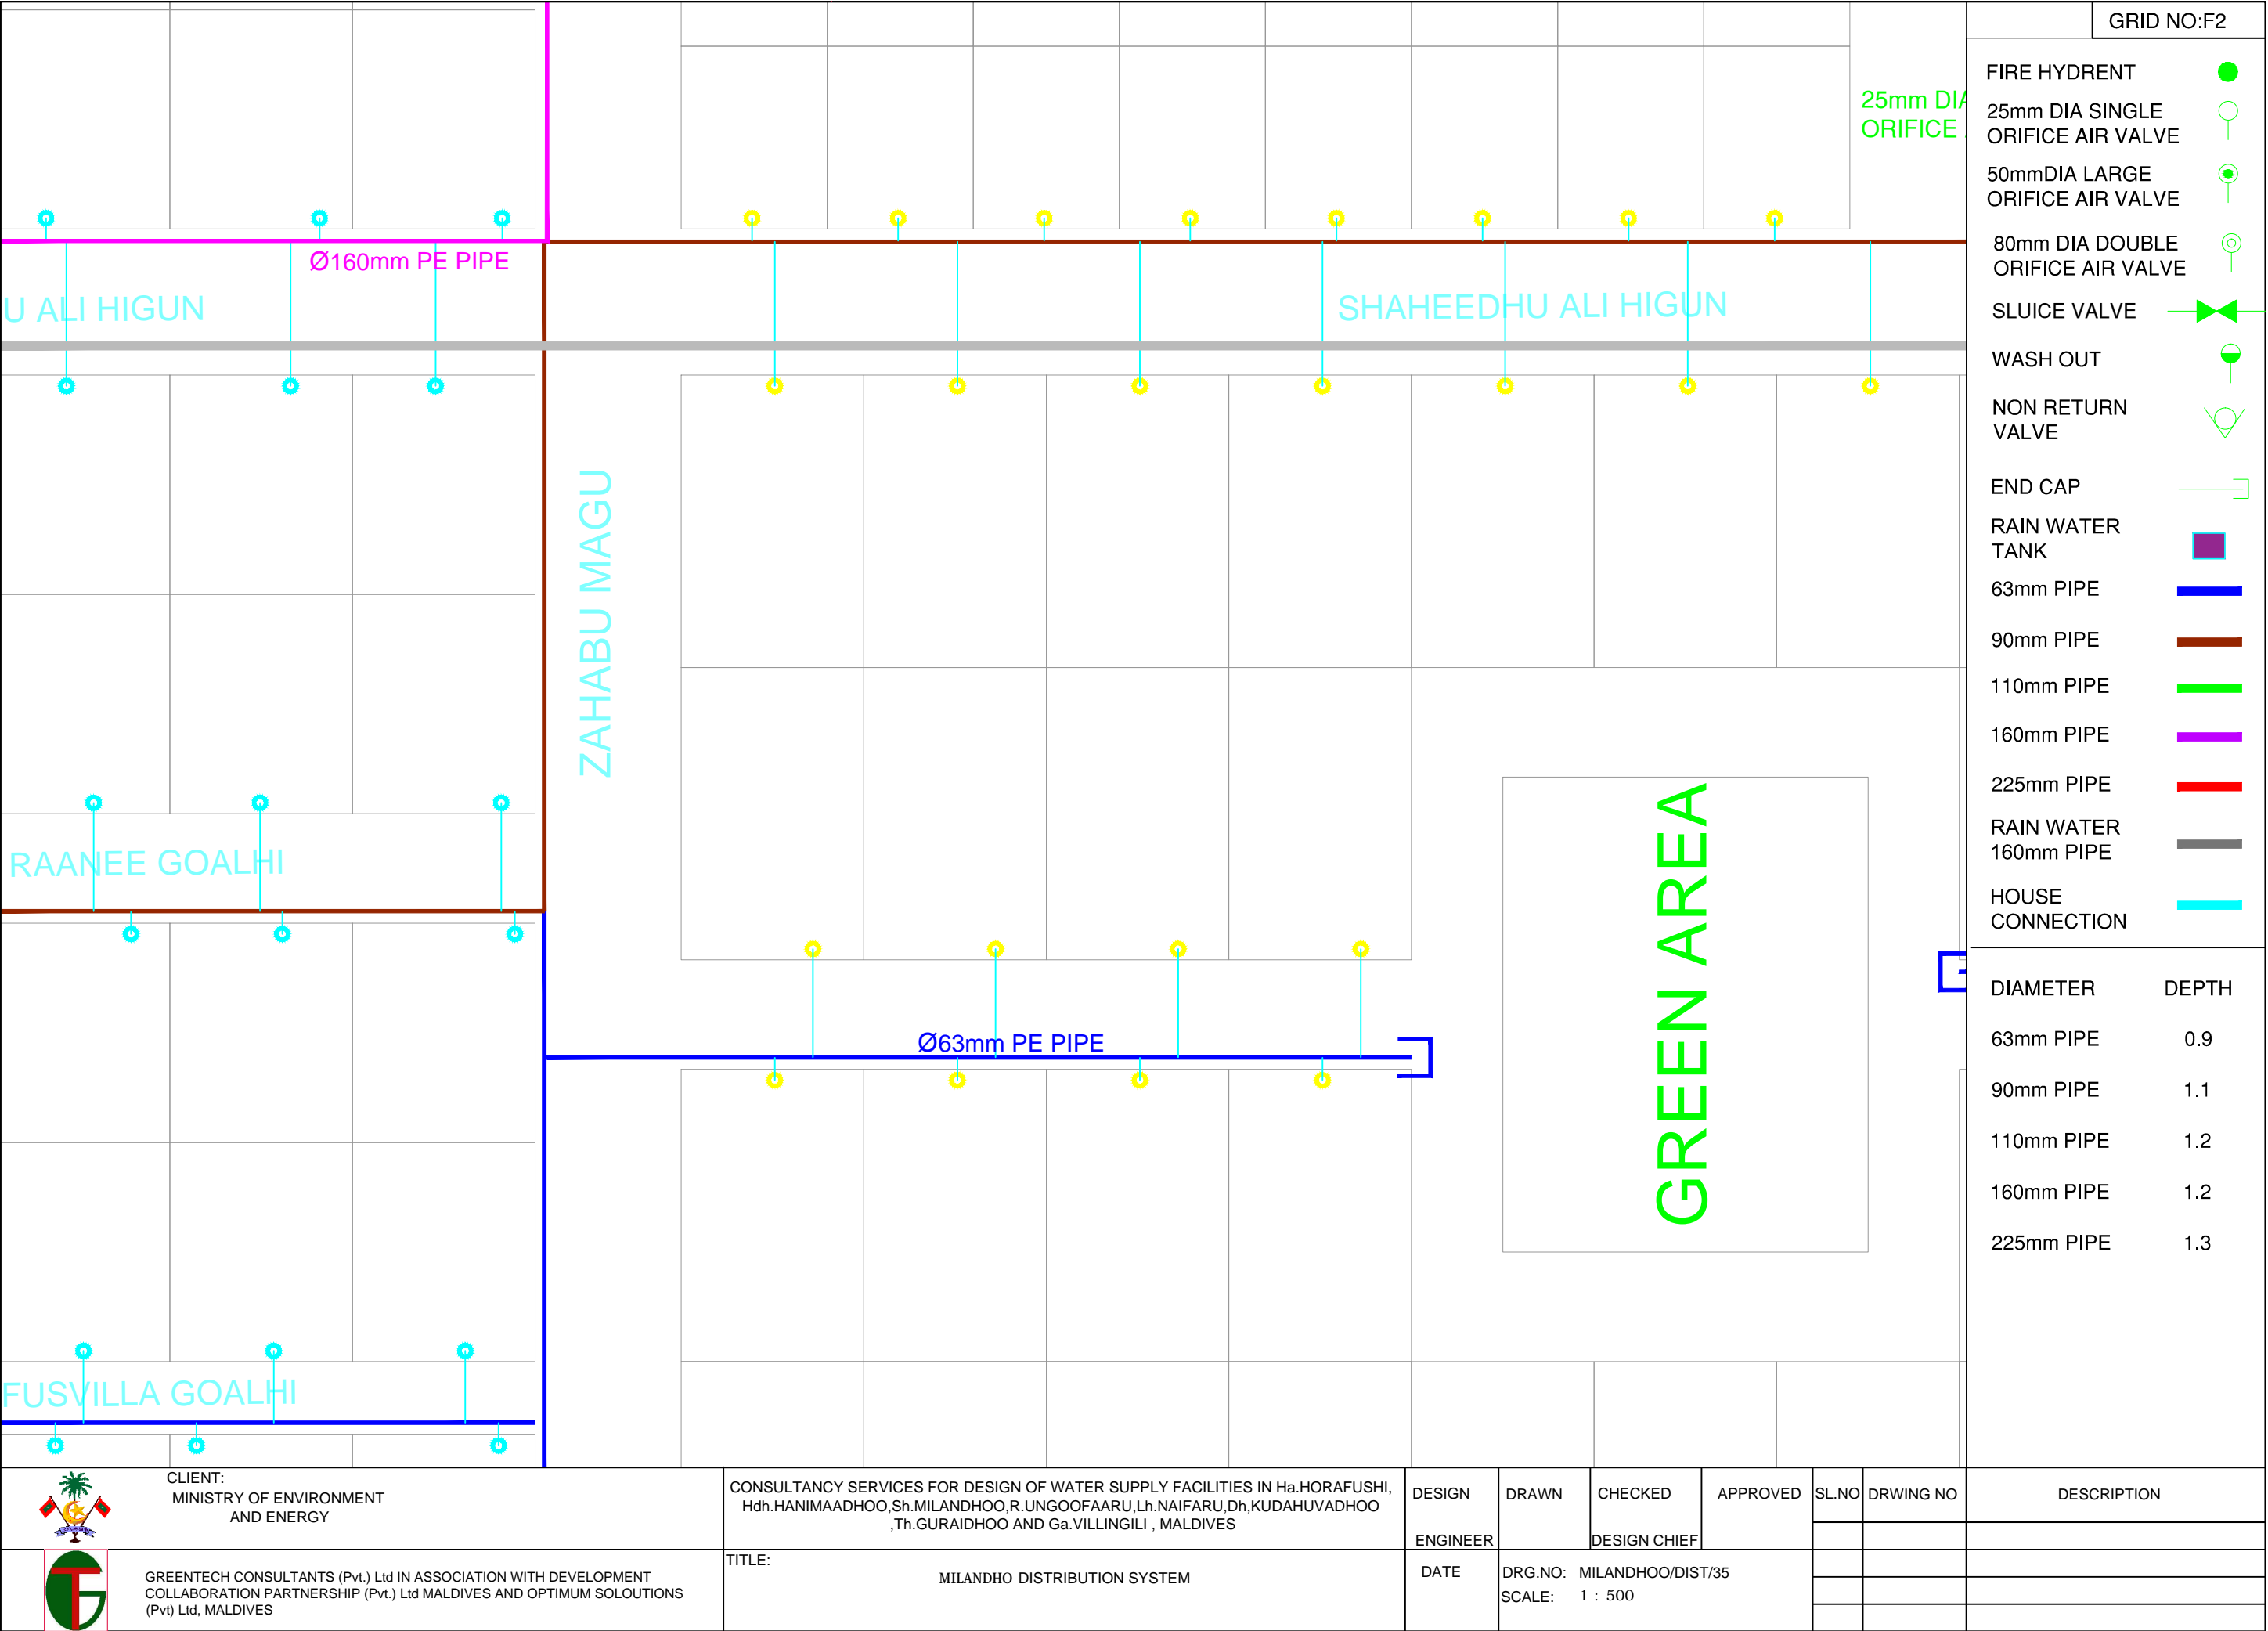 GRID NO:F2
25mm DIA
ORIFICE
Ø160mm PE PIPE
U ALI HIGUN
SHAHEEDHU ALI HIGUN
ZAHABU MAGU
RAANEE GOALHI
GREEN AREA
Ø63mm PE PIPE
FUSVILLA GOALHI
FIRE HYDRENT
25mm DIA SINGLE
ORIFICE AIR VALVE
50mmDIA LARGE
ORIFICE AIR VALVE
80mm DIA DOUBLE
ORIFICE AIR VALVE
SLUICE VALVE
WASH OUT
NON RETURN
VALVE
END CAP
RAIN WATER
TANK
63mm PIPE
90mm PIPE
110mm PIPE
160mm PIPE
225mm PIPE
RAIN WATER
160mm PIPE
HOUSE
CONNECTION
DIAMETER DEPTH
63mm PIPE 0.9
90mm PIPE 1.1
110mm PIPE 1.2
160mm PIPE 1.2
225mm PIPE 1.3
CLIENT:
MINISTRY OF ENVIRONMENT
AND ENERGY
GREENTECH CONSULTANTS (Pvt.) Ltd IN ASSOCIATION WITH DEVELOPMENT
COLLABORATION PARTNERSHIP (Pvt.) Ltd MALDIVES AND OPTIMUM SOLOUTIONS
(Pvt) Ltd, MALDIVES
CONSULTANCY SERVICES FOR DESIGN OF WATER SUPPLY FACILITIES IN Ha.HORAFUSHI,
Hdh.HANIMAADHOO,Sh.MILANDHOO,R.UNGOOFAARU,Lh.NAIFARU,Dh,KUDAHUVADHOO
,Th.GURAIDHOO AND Ga.VILLINGILI , MALDIVES
TITLE:
MILANDHO DISTRIBUTION SYSTEM
DESIGN
ENGINEER
DRAWN
CHECKED
DESIGN CHIEF
APPROVED
SL.NO
DRWING NO
DESCRIPTION
DATE
DRG.NO: MILANDHOO/DIST/35
SCALE: 1 : 500